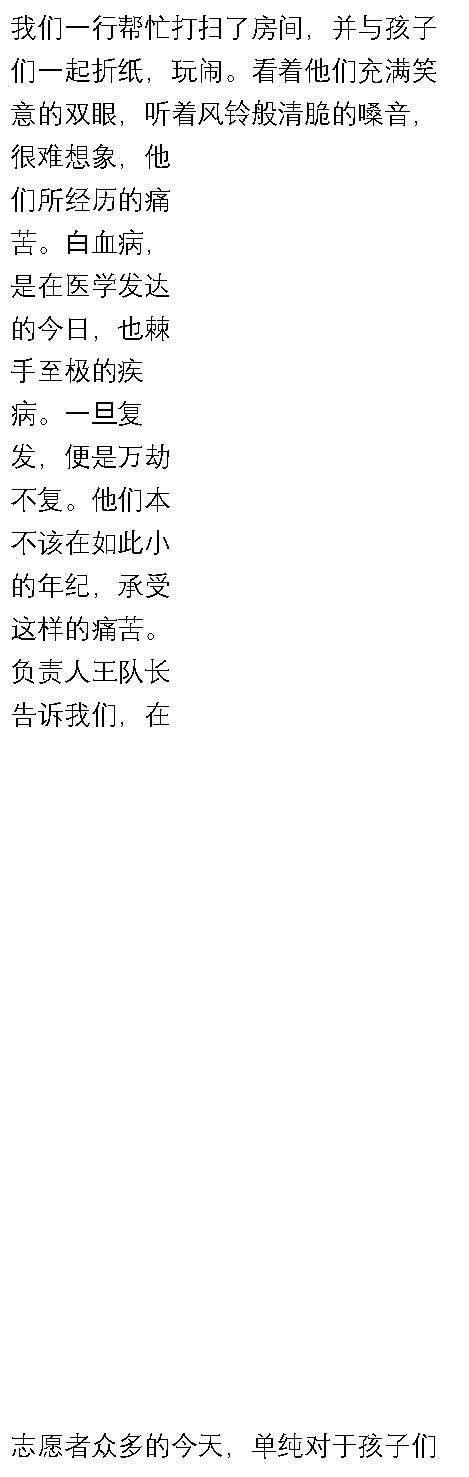 我们一行帮忙打扫了房间，并与孩子
们一起折纸，玩闹。看着他们充满笑
意的双眼，听着风铃般清脆的嗓音，
很难想象，他
们所经历的痛
苦。白血病，
是在医学发达
的今日，也棘
手至极的疾
病。一旦复
发，便是万劫
不复。他们本
不该在如此小
的年纪，承受
这样的痛苦。
负责人王队长
告诉我们，在
志愿者众多的今天，单纯对于孩子们